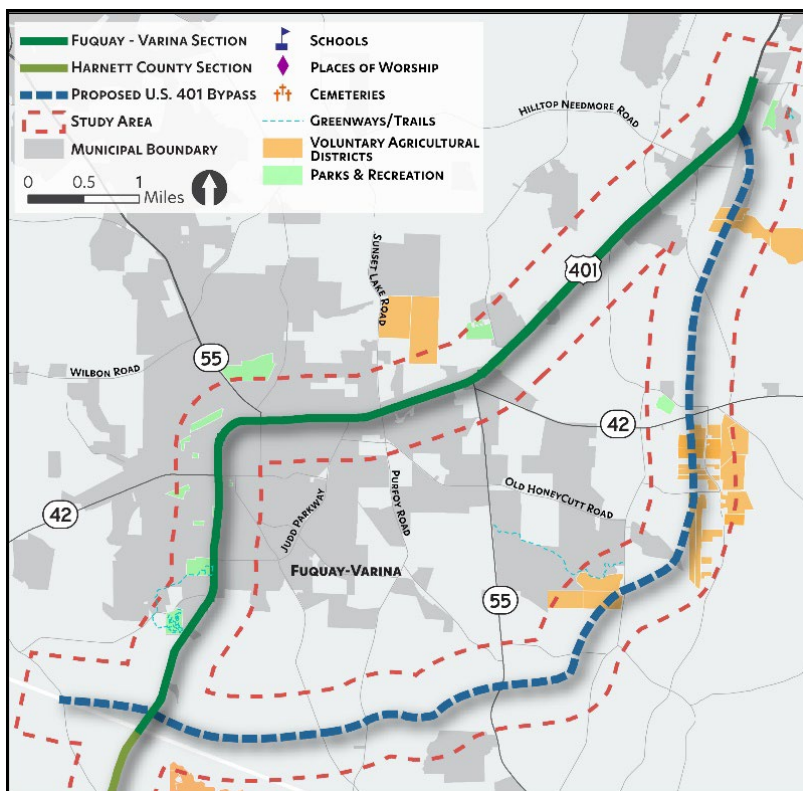 Fuquay - Varina Section
Harnett County Section
Proposed U.S. 401 Bypass
Study Area
Municipal Boundary
0 0.5 1
Miles
Schools
Places of Worship
Cemeteries
Greenways/Trails
Voluntary Agricultural
Districts
Parks & Recreation
Hilltop Needmore Road
Sunset Lake Road
401
55
Wilbon Road
42
42
Old HoneyCutt Road
Purfoy Road
Judd Parkway
Fuquay-Varina
55